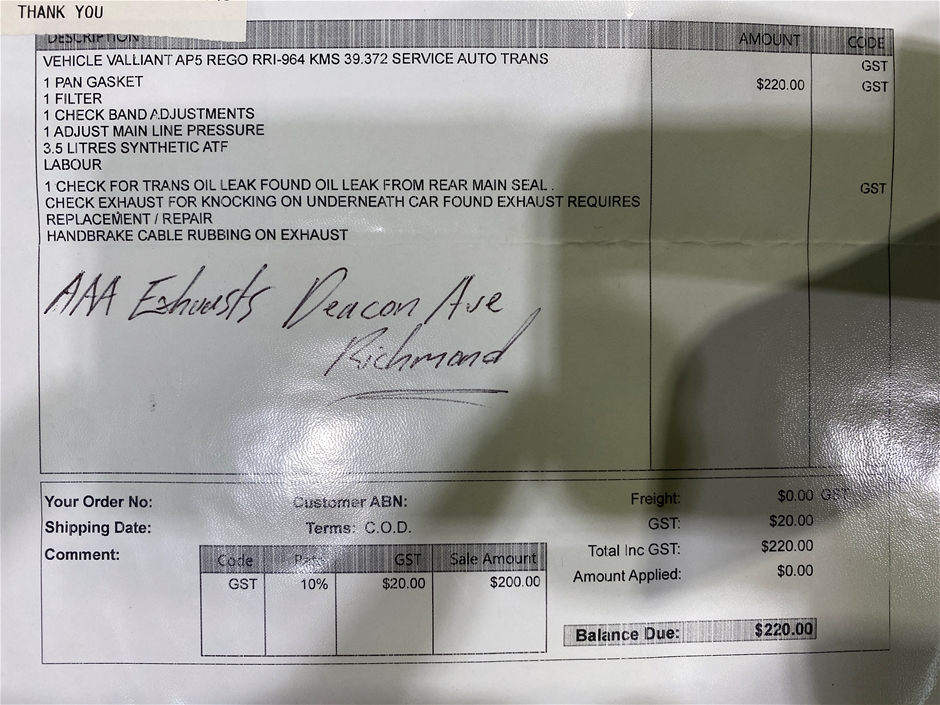 THANK YOU
DESCRIPTION AMOUNT CODE
VEHICLE VALLIANT AP5 REGO RRI-964 KMS 39.372 SERVICE AUTO TRANS GST
1 PAN GASKET $220.00 GST
1 FILTER
1 CHECK BAND ADJUSTMENTS
1 ADJUST MAIN LINE PRESSURE
3.5 LITRES SYNTHETIC ATF
LABOUR
1 CHECK FOR TRANS OIL LEAK FOUND OIL LEAK FROM REAR MAIN SEAL . GST
CHECK EXHAUST FOR KNOCKING ON UNDERNEATH CAR FOUND EXHAUST REQUIRES
REPLACEMENT / REPAIR
HANDBRAKE CABLE RUBBING ON EXHAUST
AAA Exhausts Deacon Ave
Richmond
Your Order No: Customer ABN: Freight: $0.00 GST
Shipping Date: Terms: C.O.D. GST: $20.00
Comment: Total Inc GST: $220.00
Code Rate GST Sale Amount Amount Applied: $0.00
GST 10% $20.00 $200.00
Balance Due: $220.00